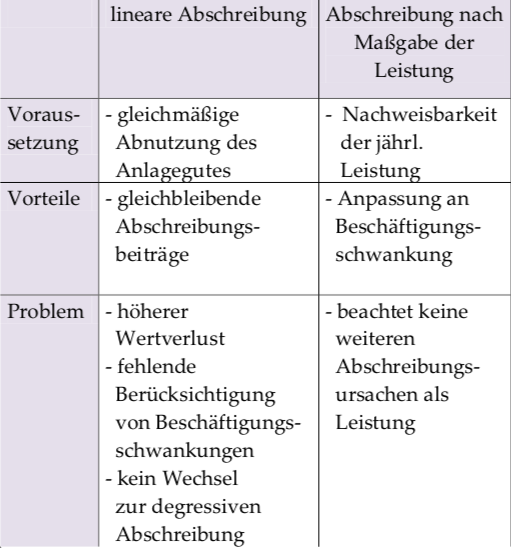 lineare Abschreibung
Abschreibung nach
Maßgabe der
Leistung
Voraus-
setzung
- gleichmäßige
Abnutzung des
Anlagegutes
- Nachweisbarkeit
der jährl.
Leistung
Vorteile
- gleichbleibende
Abschreibungs-
beiträge
- Anpassung an
Beschäftigungs-
schwankung
Problem
- höherer
Wertverlust
- fehlende
Berücksichtigung
von Beschäftigungs-
schwankungen
- kein Wechsel
zur degressiven
Abschreibung
- beachtet keine
weiteren
Abschreibungs-
ursachen als
Leistung